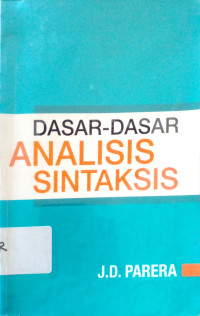 DASAR-DASAR
ANALISIS
SINTAKSIS
R
J.D. PARERA